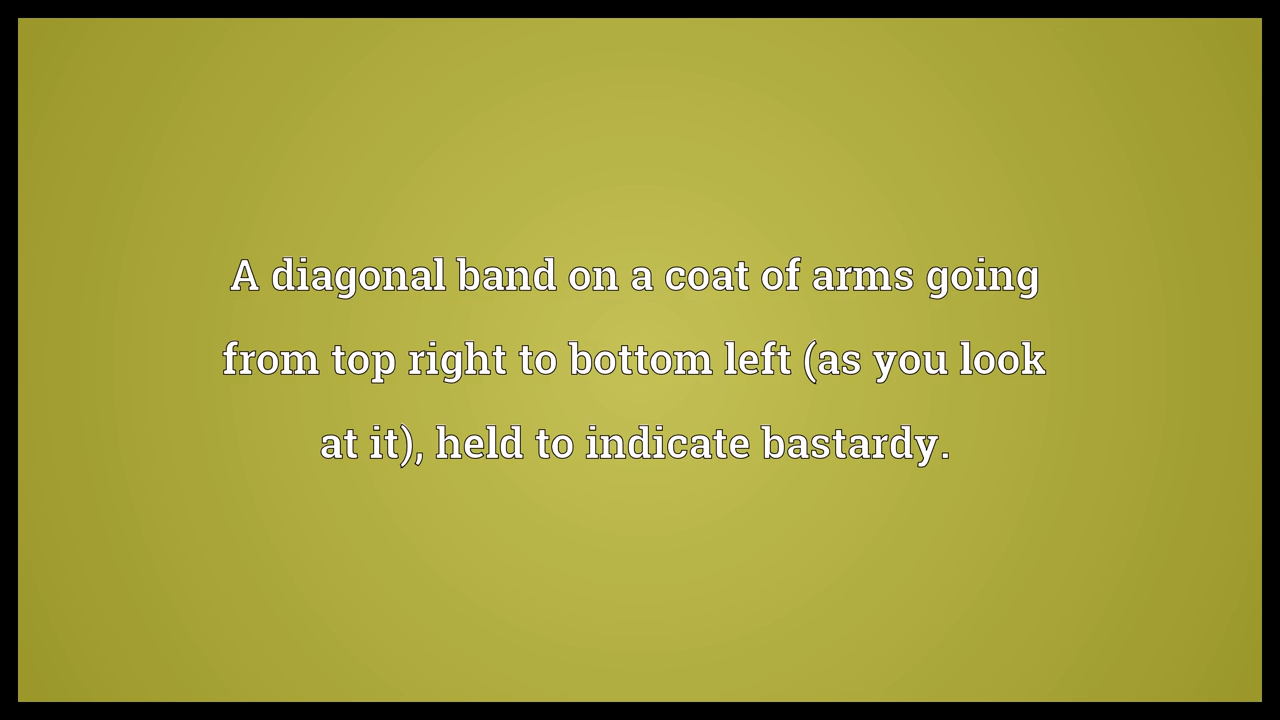 A diagonal band on a coat of arms going
from top right to bottom left (as you look
at it), held to indicate bastardy.